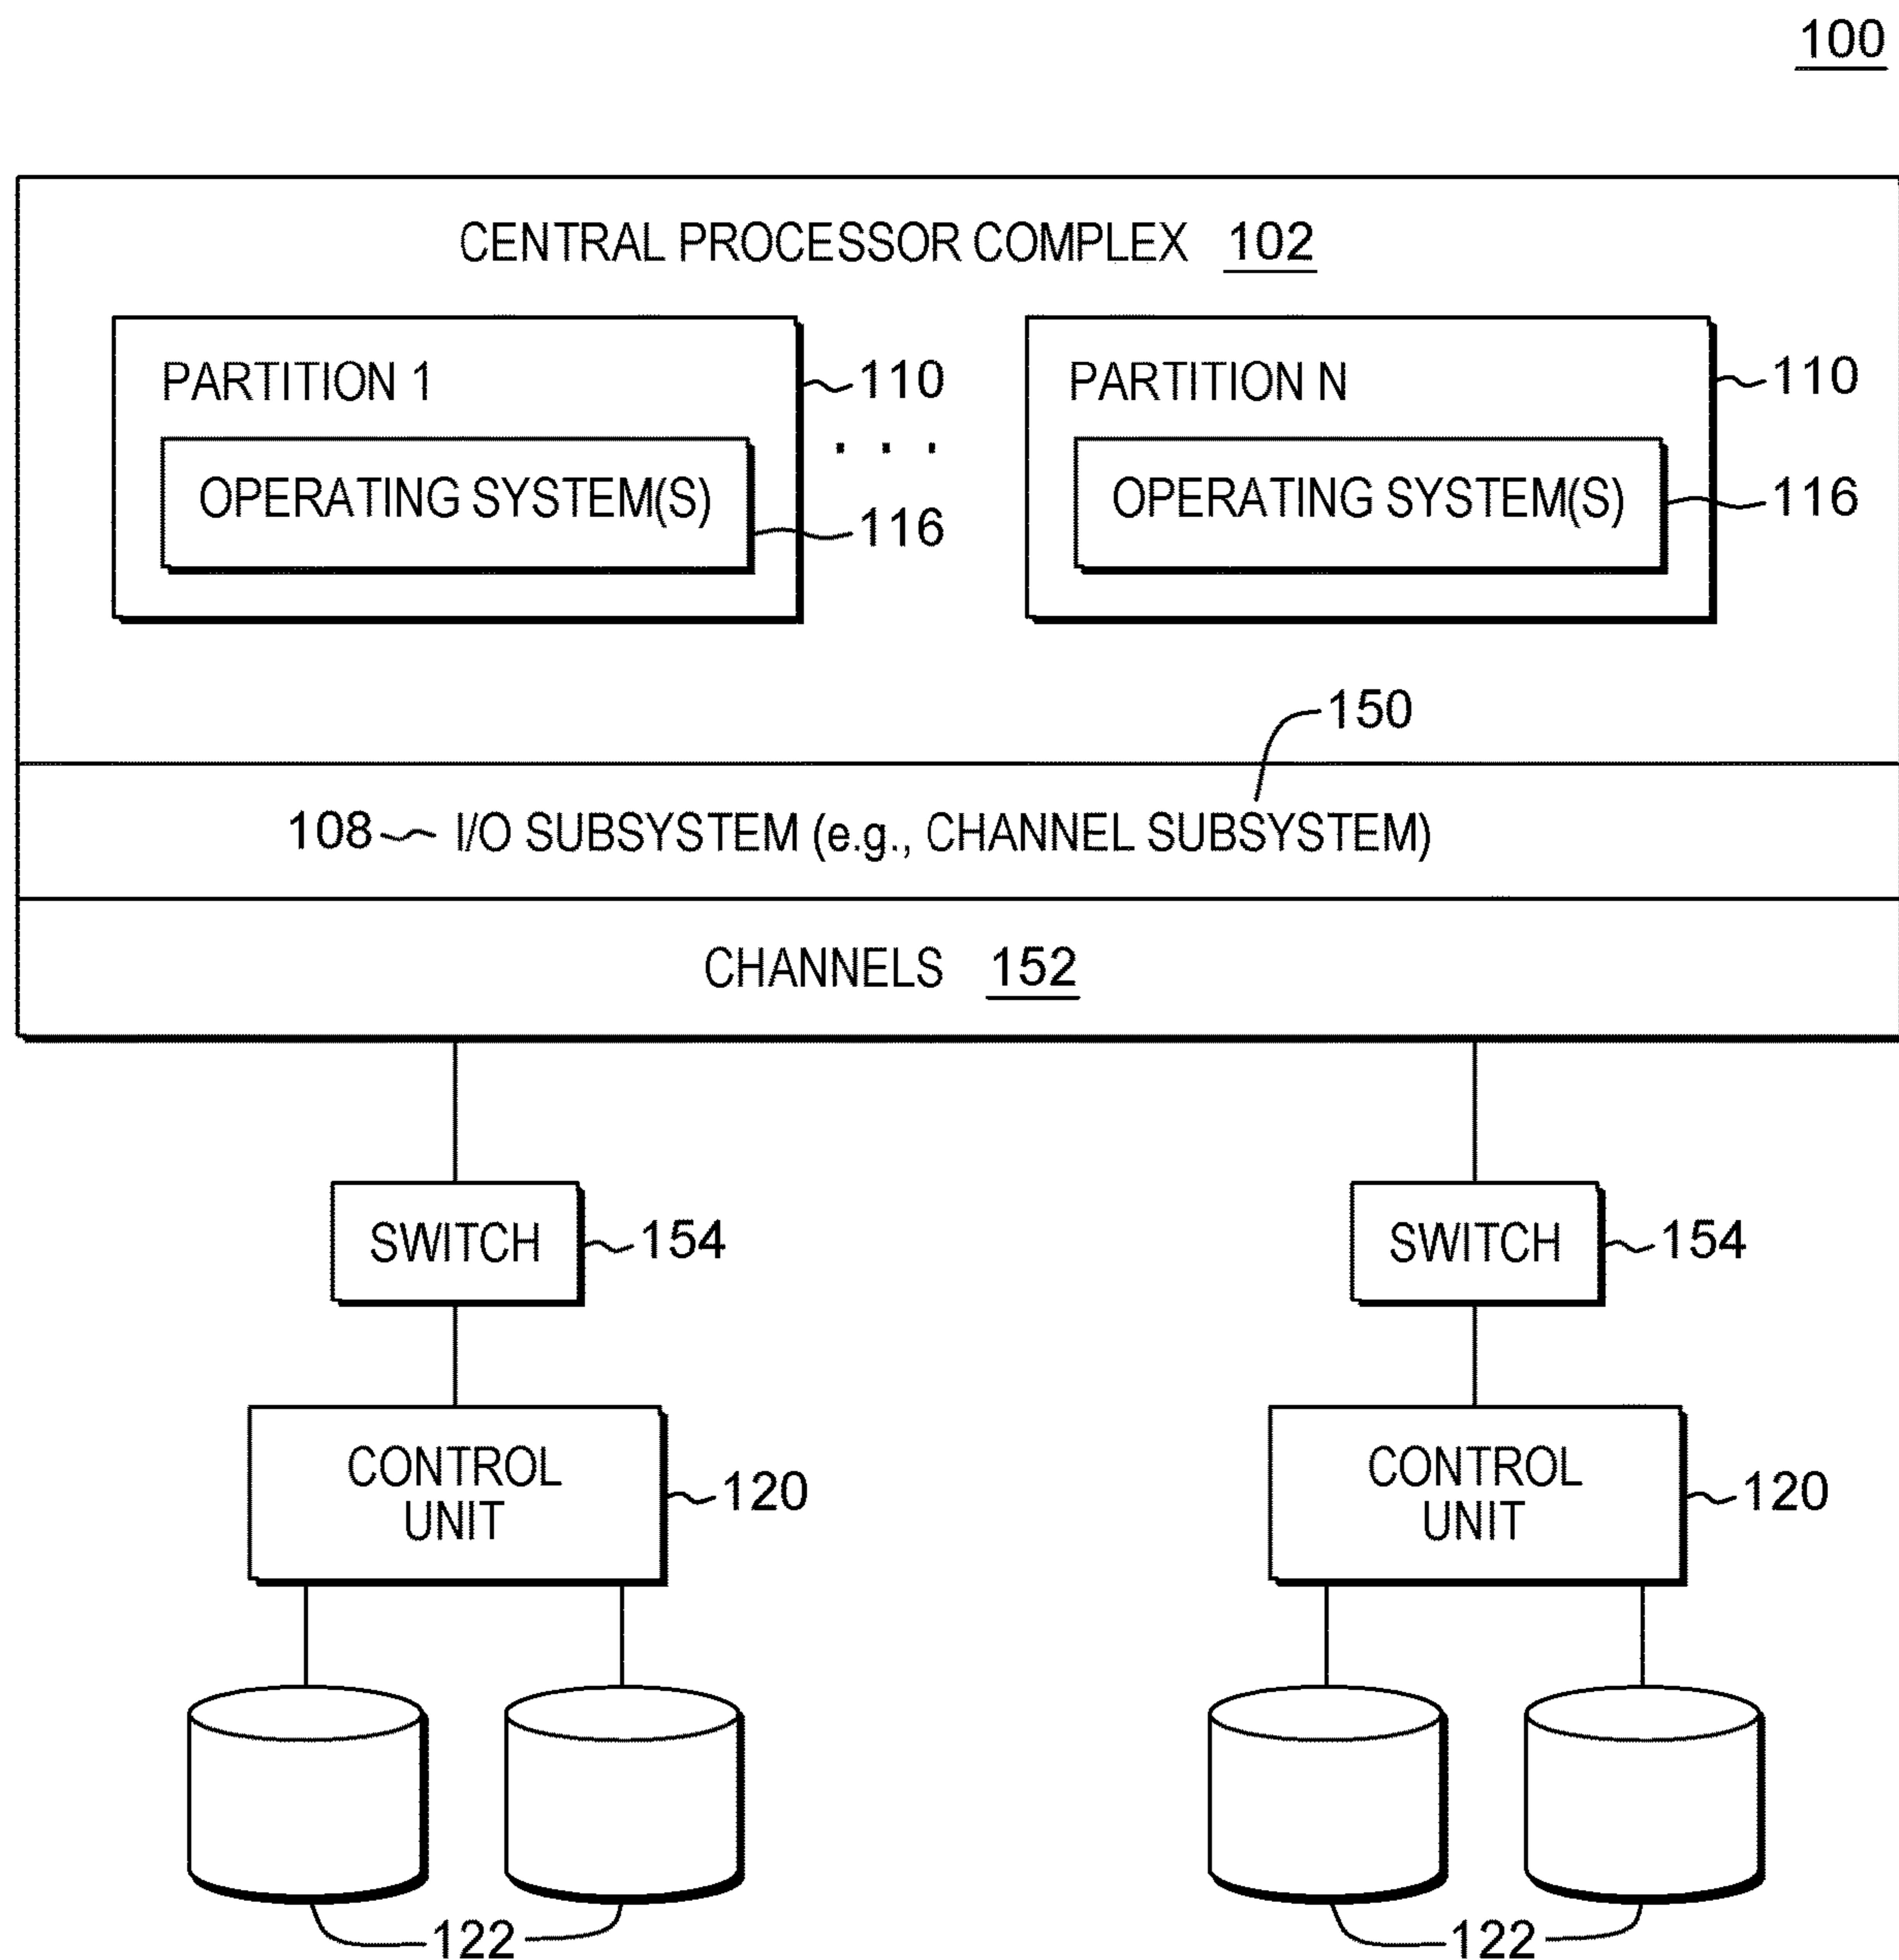 100
CENTRAL PROCESSOR COMPLEX 102
PARTITION 1
110
PARTITION N
110
. . .
OPERATING SYSTEM(S)
116
OPERATING SYSTEM(S)
116
150
108 I/O SUBSYSTEM (e.g., CHANNEL SUBSYSTEM)
CHANNELS 152
SWITCH
154
SWITCH
154
CONTROL
UNIT
120
CONTROL
UNIT
120
122
122